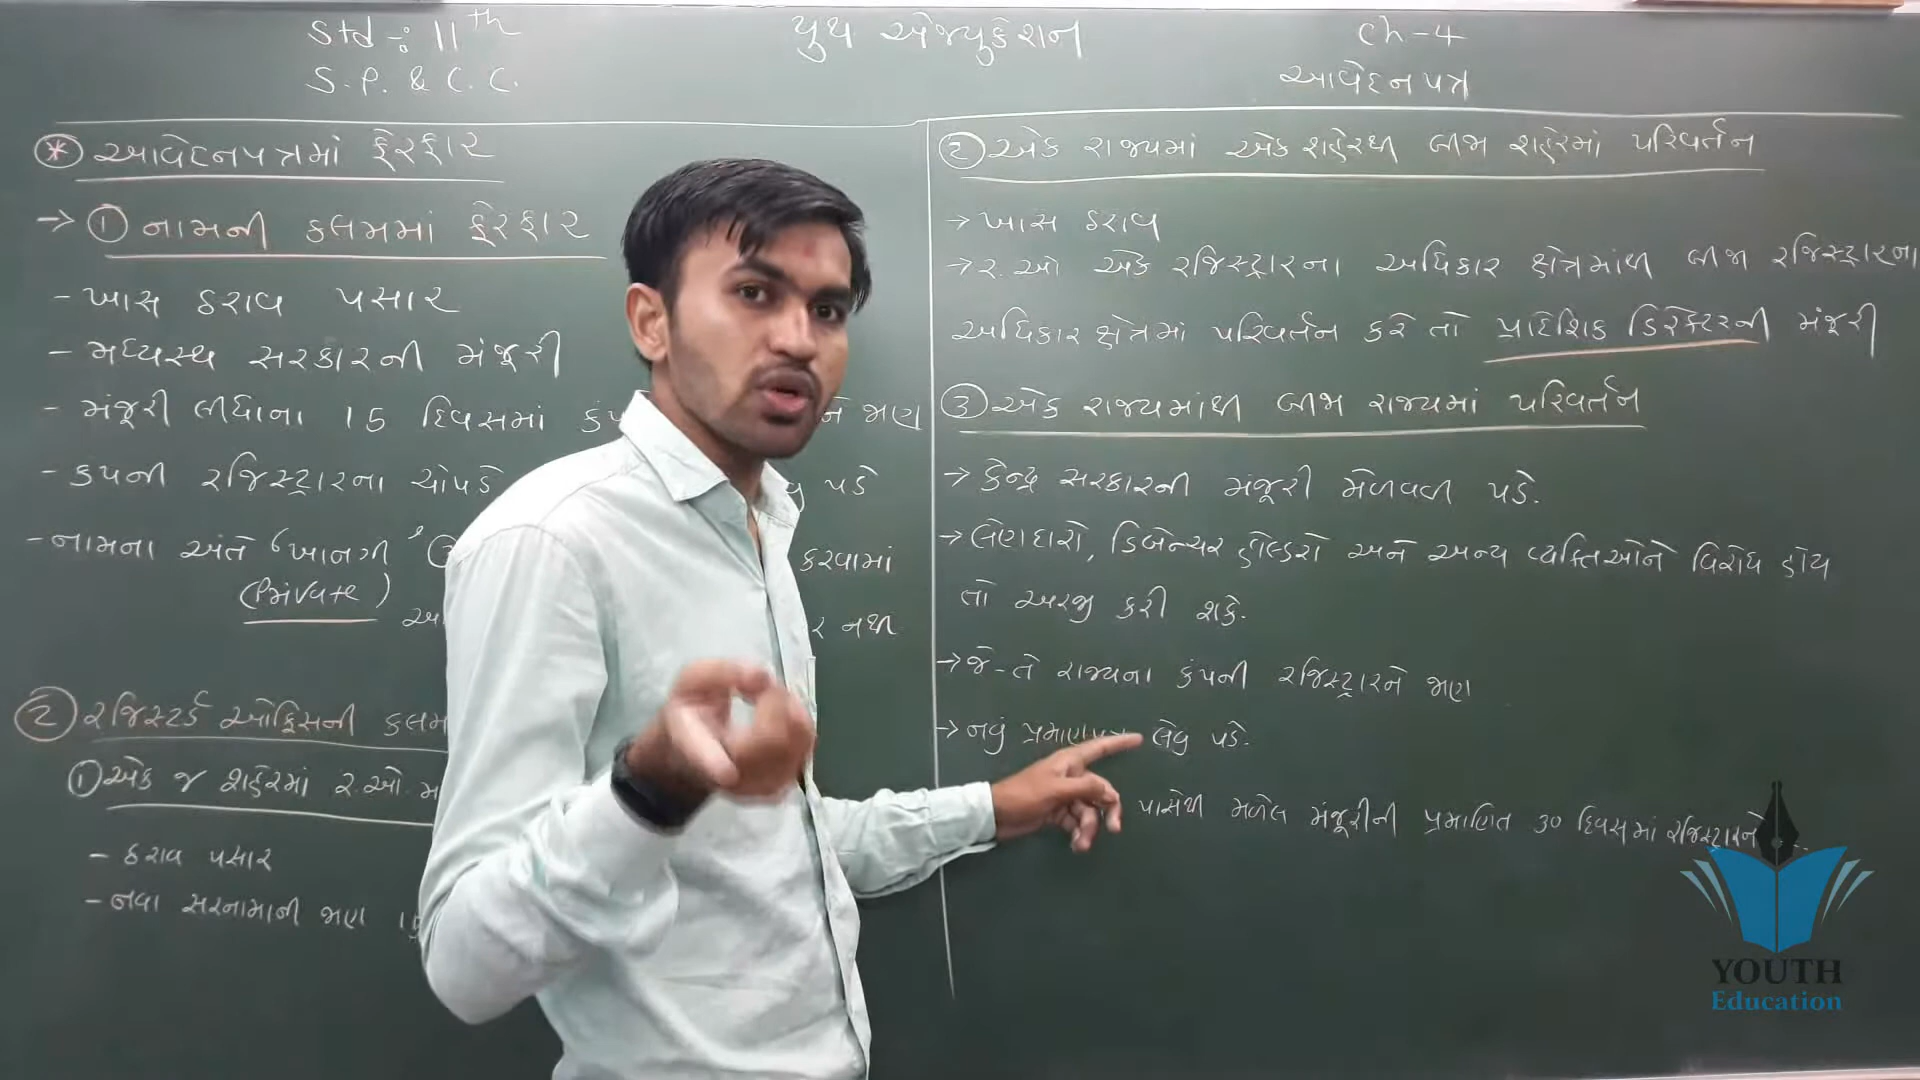 Std -: 11th
S.P. & C.C.
યુથ એજ્યુકેશન
Ch-4
આવેદનપત્ર
* આવેદનપત્રમાં ફેરફાર
→ ① નામની કલમમાં ફેરફાર
- ખાસ ઠરાવ પસાર
- મધ્યસ્થ સરકારની મંજૂરી
- મંજૂરી લીધાના 15 દિવસમાં કંપ ને જાણ
- કંપની રજિસ્ટ્રારના ચોપડે પડે
- નામના અંતે 'ખાનગી'
(Private)
કરવામાં
નથી
② રજિસ્ટર્ડ ઓફિસની કલમ
① એક જ શહેરમાં ર.ઓ.
- ઠરાવ પસાર
- નવા સરનામાની જાણ 15
② એક રાજ્યમાં એક શહેરથી બીજા શહેરમાં પરિવર્તન
→ ખાસ ઠરાવ
→ ર.ઓ એક રજિસ્ટ્રારના અધિકાર ક્ષેત્રમાંથી બીજા રજિસ્ટ્રારના
અધિકાર ક્ષેત્રમાં પરિવર્તન કરે તો પ્રાદેશિક ડિરેક્ટરની મંજૂરી
③ એક રાજ્યમાંથી બીજા રાજ્યમાં પરિવર્તન
→ કેન્દ્ર સરકારની મંજૂરી મેળવવી પડે.
→ લેણદારો, ડિબેન્ચર હોલ્ડરો અને અન્ય વ્યક્તિઓને વિરોધ હોય
તો અરજી કરી શકે.
→ જે-તે રાજ્યના કંપની રજિસ્ટ્રારને જાણ
→ નવું પ્રમાણપત્ર લેવુ પડે.
પાસેથી મળેલ મંજૂરીની પ્રમાણિત 30 દિવસમાં રજિસ્ટ્રારને
YOUTH
Education